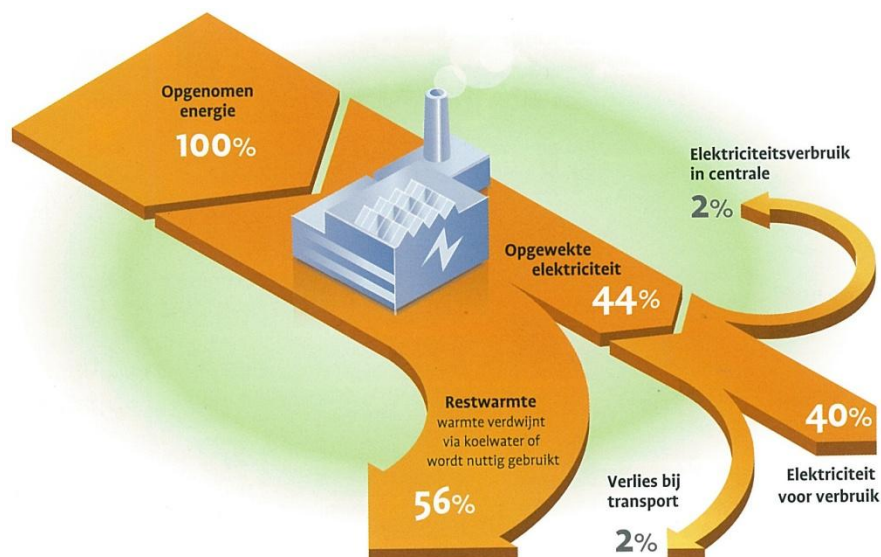 Opgenomen
energie
100%
Elektriciteitsverbruik
in centrale
2%
Opgewekte
elektriciteit
44%
Restwarmte
warmte verdwijnt
via koelwater of
wordt nuttig gebruikt
56%
40%
Elektriciteit
voor verbruik
Verlies bij
transport
2%